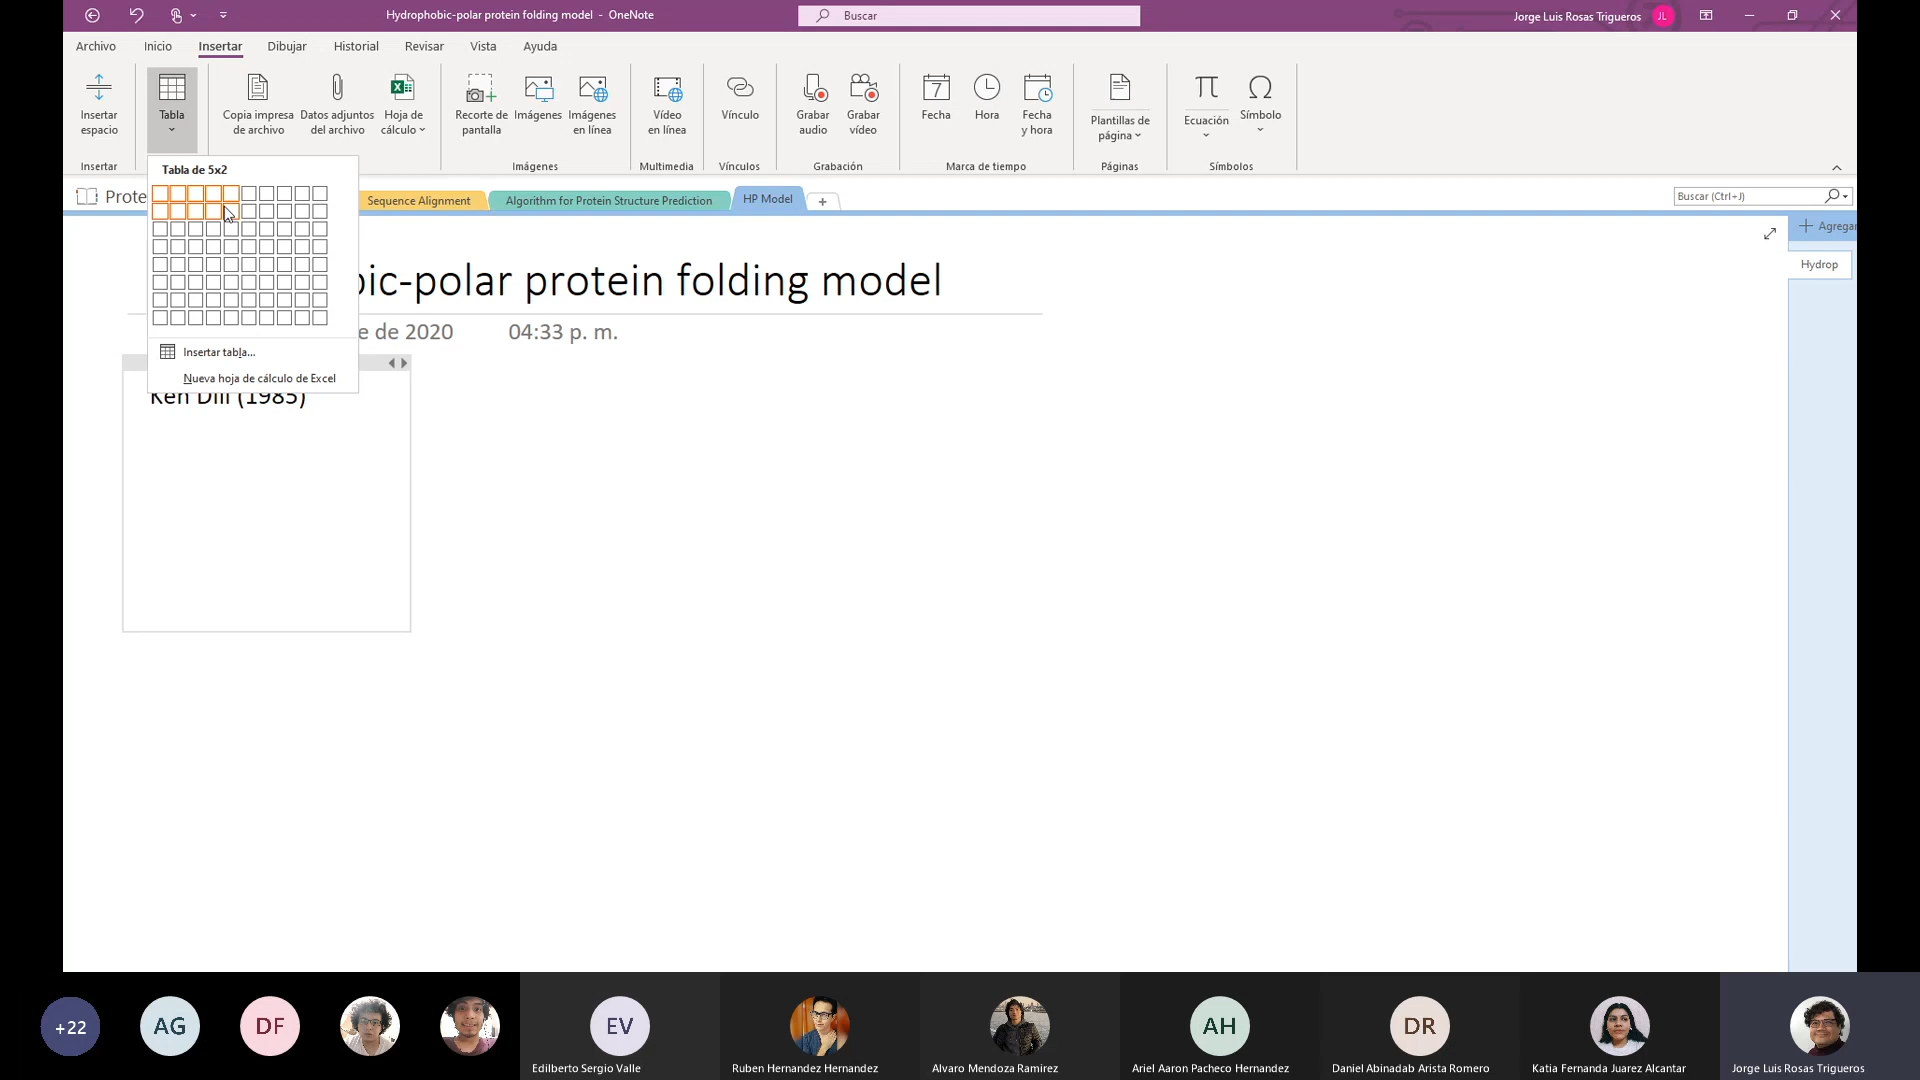 Hydrophobic-polar protein folding model - OneNote
Buscar
Jorge Luis Rosas Trigueros
JL
Archivo
Inicio
Insertar
Dibujar
Historial
Revisar
Vista
Ayuda
Insertar
espacio
Tabla
Copia impresa
de archivo
Datos adjuntos
del archivo
Hoja de
cálculo
Recorte de
pantalla
Imágenes
Imágenes
en línea
Vídeo
en línea
Vínculo
Grabar
audio
Grabar
vídeo
7
Fecha
Hora
Fecha
y hora
Plantillas de
página
π
Ecuación
Ω
Símbolo
Insertar
Imágenes
Multimedia
Vínculos
Grabación
Marca de tiempo
Páginas
Símbolos
Tabla de 5x2
Prote
Sequence Alignment
Algorithm for Protein Structure Prediction
HP Model
+
Buscar (Ctrl+J)
Agregar
Hydrop
bic-polar protein folding model
e de 2020
04:33 p. m.
Insertar tabla...
Nueva hoja de cálculo de Excel
Ken Dill (1985)
+22
AG
DF
EV
AH
DR
Edilberto Sergio Valle
Ruben Hernandez Hernandez
Alvaro Mendoza Ramirez
Ariel Aaron Pacheco Hernandez
Daniel Abinadab Arista Romero
Katia Fernanda Juarez Alcantar
Jorge Luis Rosas Trigueros